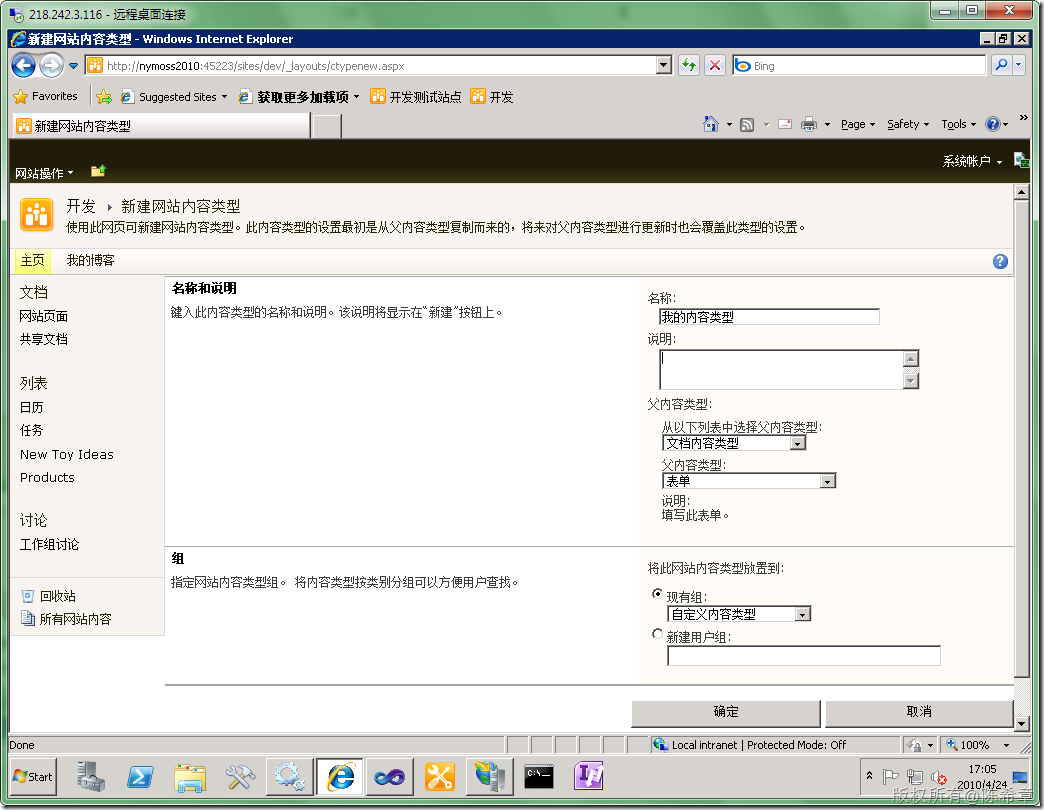 218.242.3.116 - 远程桌面连接
新建网站内容类型 - Windows Internet Explorer
http://nymoss2010:45223/sites/dev/_layouts/ctypenew.aspx
Bing
Favorites
Suggested Sites
获取更多加载项
开发测试站点
开发
新建网站内容类型
Page
Safety
Tools
网站操作
系统帐户
开发 ▸ 新建网站内容类型
使用此网页可新建网站内容类型。此内容类型的设置最初是从父内容类型复制而来的，将来对父内容类型进行更新时也会覆盖此类型的设置。
主页
我的博客
文档
网站页面
共享文档
列表
日历
任务
New Toy Ideas
Products
讨论
工作组讨论
回收站
所有网站内容
名称和说明
键入此内容类型的名称和说明。该说明将显示在“新建”按钮上。
名称:
我的内容类型
说明:
父内容类型:
从以下列表中选择父内容类型:
文档内容类型
父内容类型:
表单
说明:
填写此表单。
组
指定网站内容类型组。 将内容类型按类别分组可以方便用户查找。
将此网站内容类型放置到:
现有组:
自定义内容类型
新建用户组:
确定
取消
Done
Local intranet | Protected Mode: Off
100%
Start
C:\_
17:05
2010/4/24
版权所有@陈希章